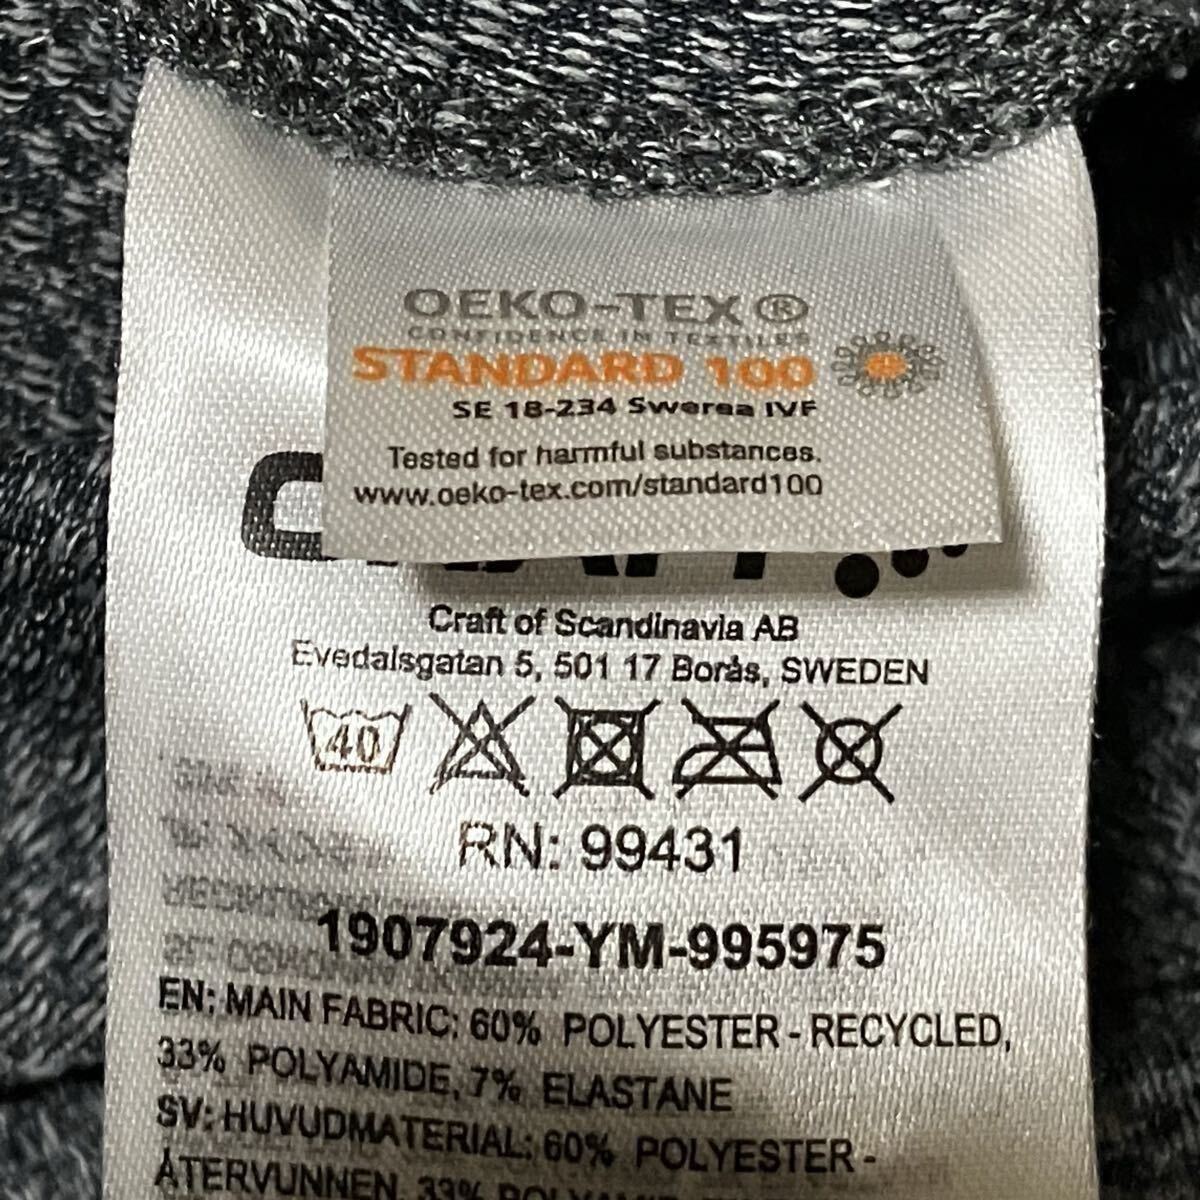 OEKO-TEX®
CONFIDENCE IN TEXTILES
STANDARD 100
SE 18-234 Swerea IVF
Tested for harmful substances.
www.oeko-tex.com/standard100
Craft of Scandinavia AB
Evedalsgatan 5, 501 17 Borås, SWEDEN
40
RN: 99431
1907924-YM-995975
EN: MAIN FABRIC: 60% POLYESTER - RECYCLED,
33% POLYAMIDE, 7% ELASTANE
SV: HUVUDMATERIAL: 60% POLYESTER -
ÅTERVUNNEN, 33%